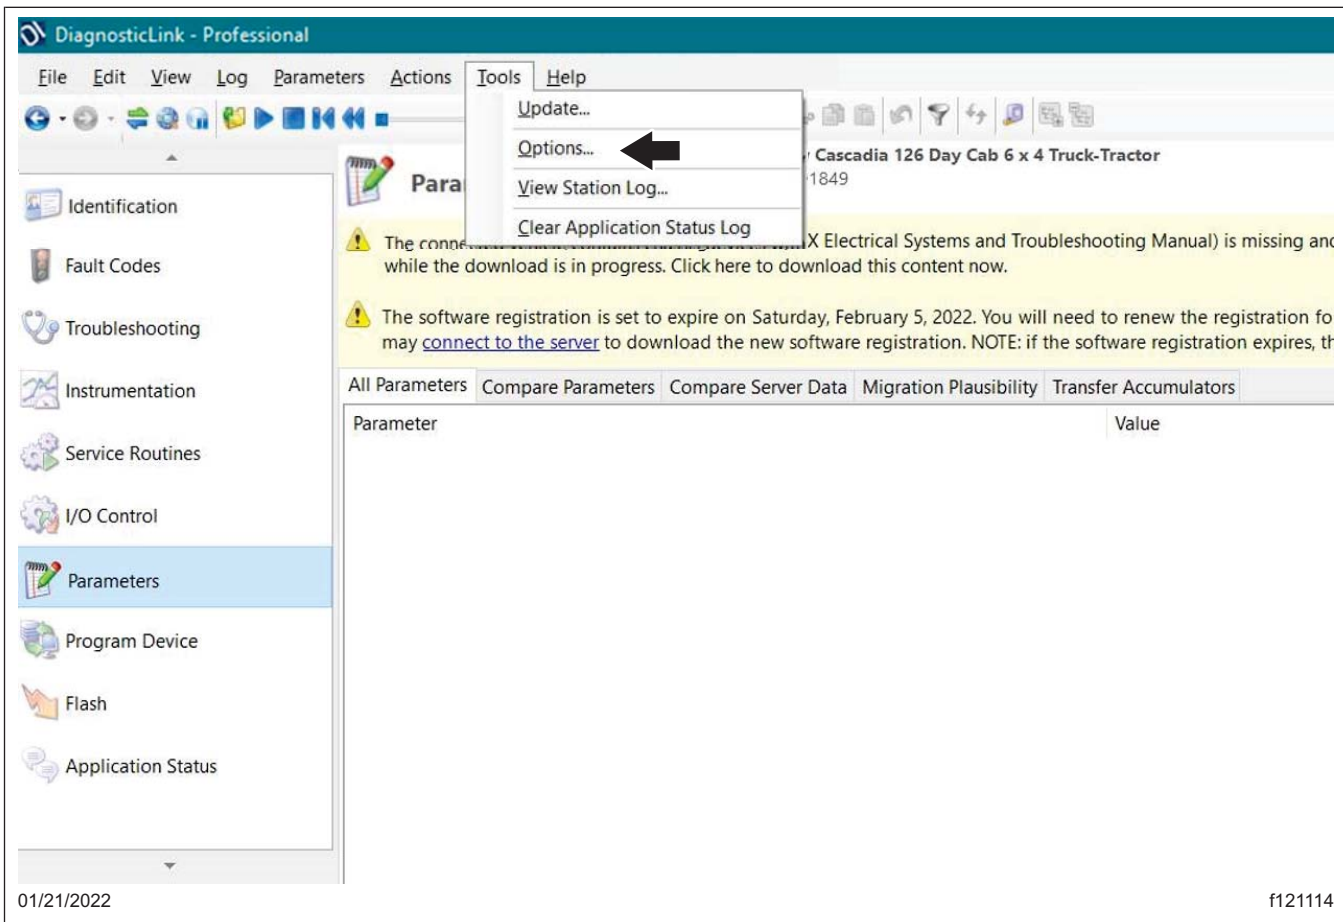 DiagnosticLink - Professional
File Edit View Log Parameters Actions Tools Help
Update...
Options...
View Station Log...
Clear Application Status Log
Cascadia 126 Day Cab 6 x 4 Truck-Tractor
1849
Identification
Fault Codes
Troubleshooting
Instrumentation
Service Routines
I/O Control
Parameters
Program Device
Flash
Application Status
The X Electrical Systems and Troubleshooting Manual) is missing and
while the download is in progress. Click here to download this content now.
The software registration is set to expire on Saturday, February 5, 2022. You will need to renew the registration fo
may connect to the server to download the new software registration. NOTE: if the software registration expires, th
All Parameters Compare Parameters Compare Server Data Migration Plausibility Transfer Accumulators
Parameter Value
01/21/2022 f121114